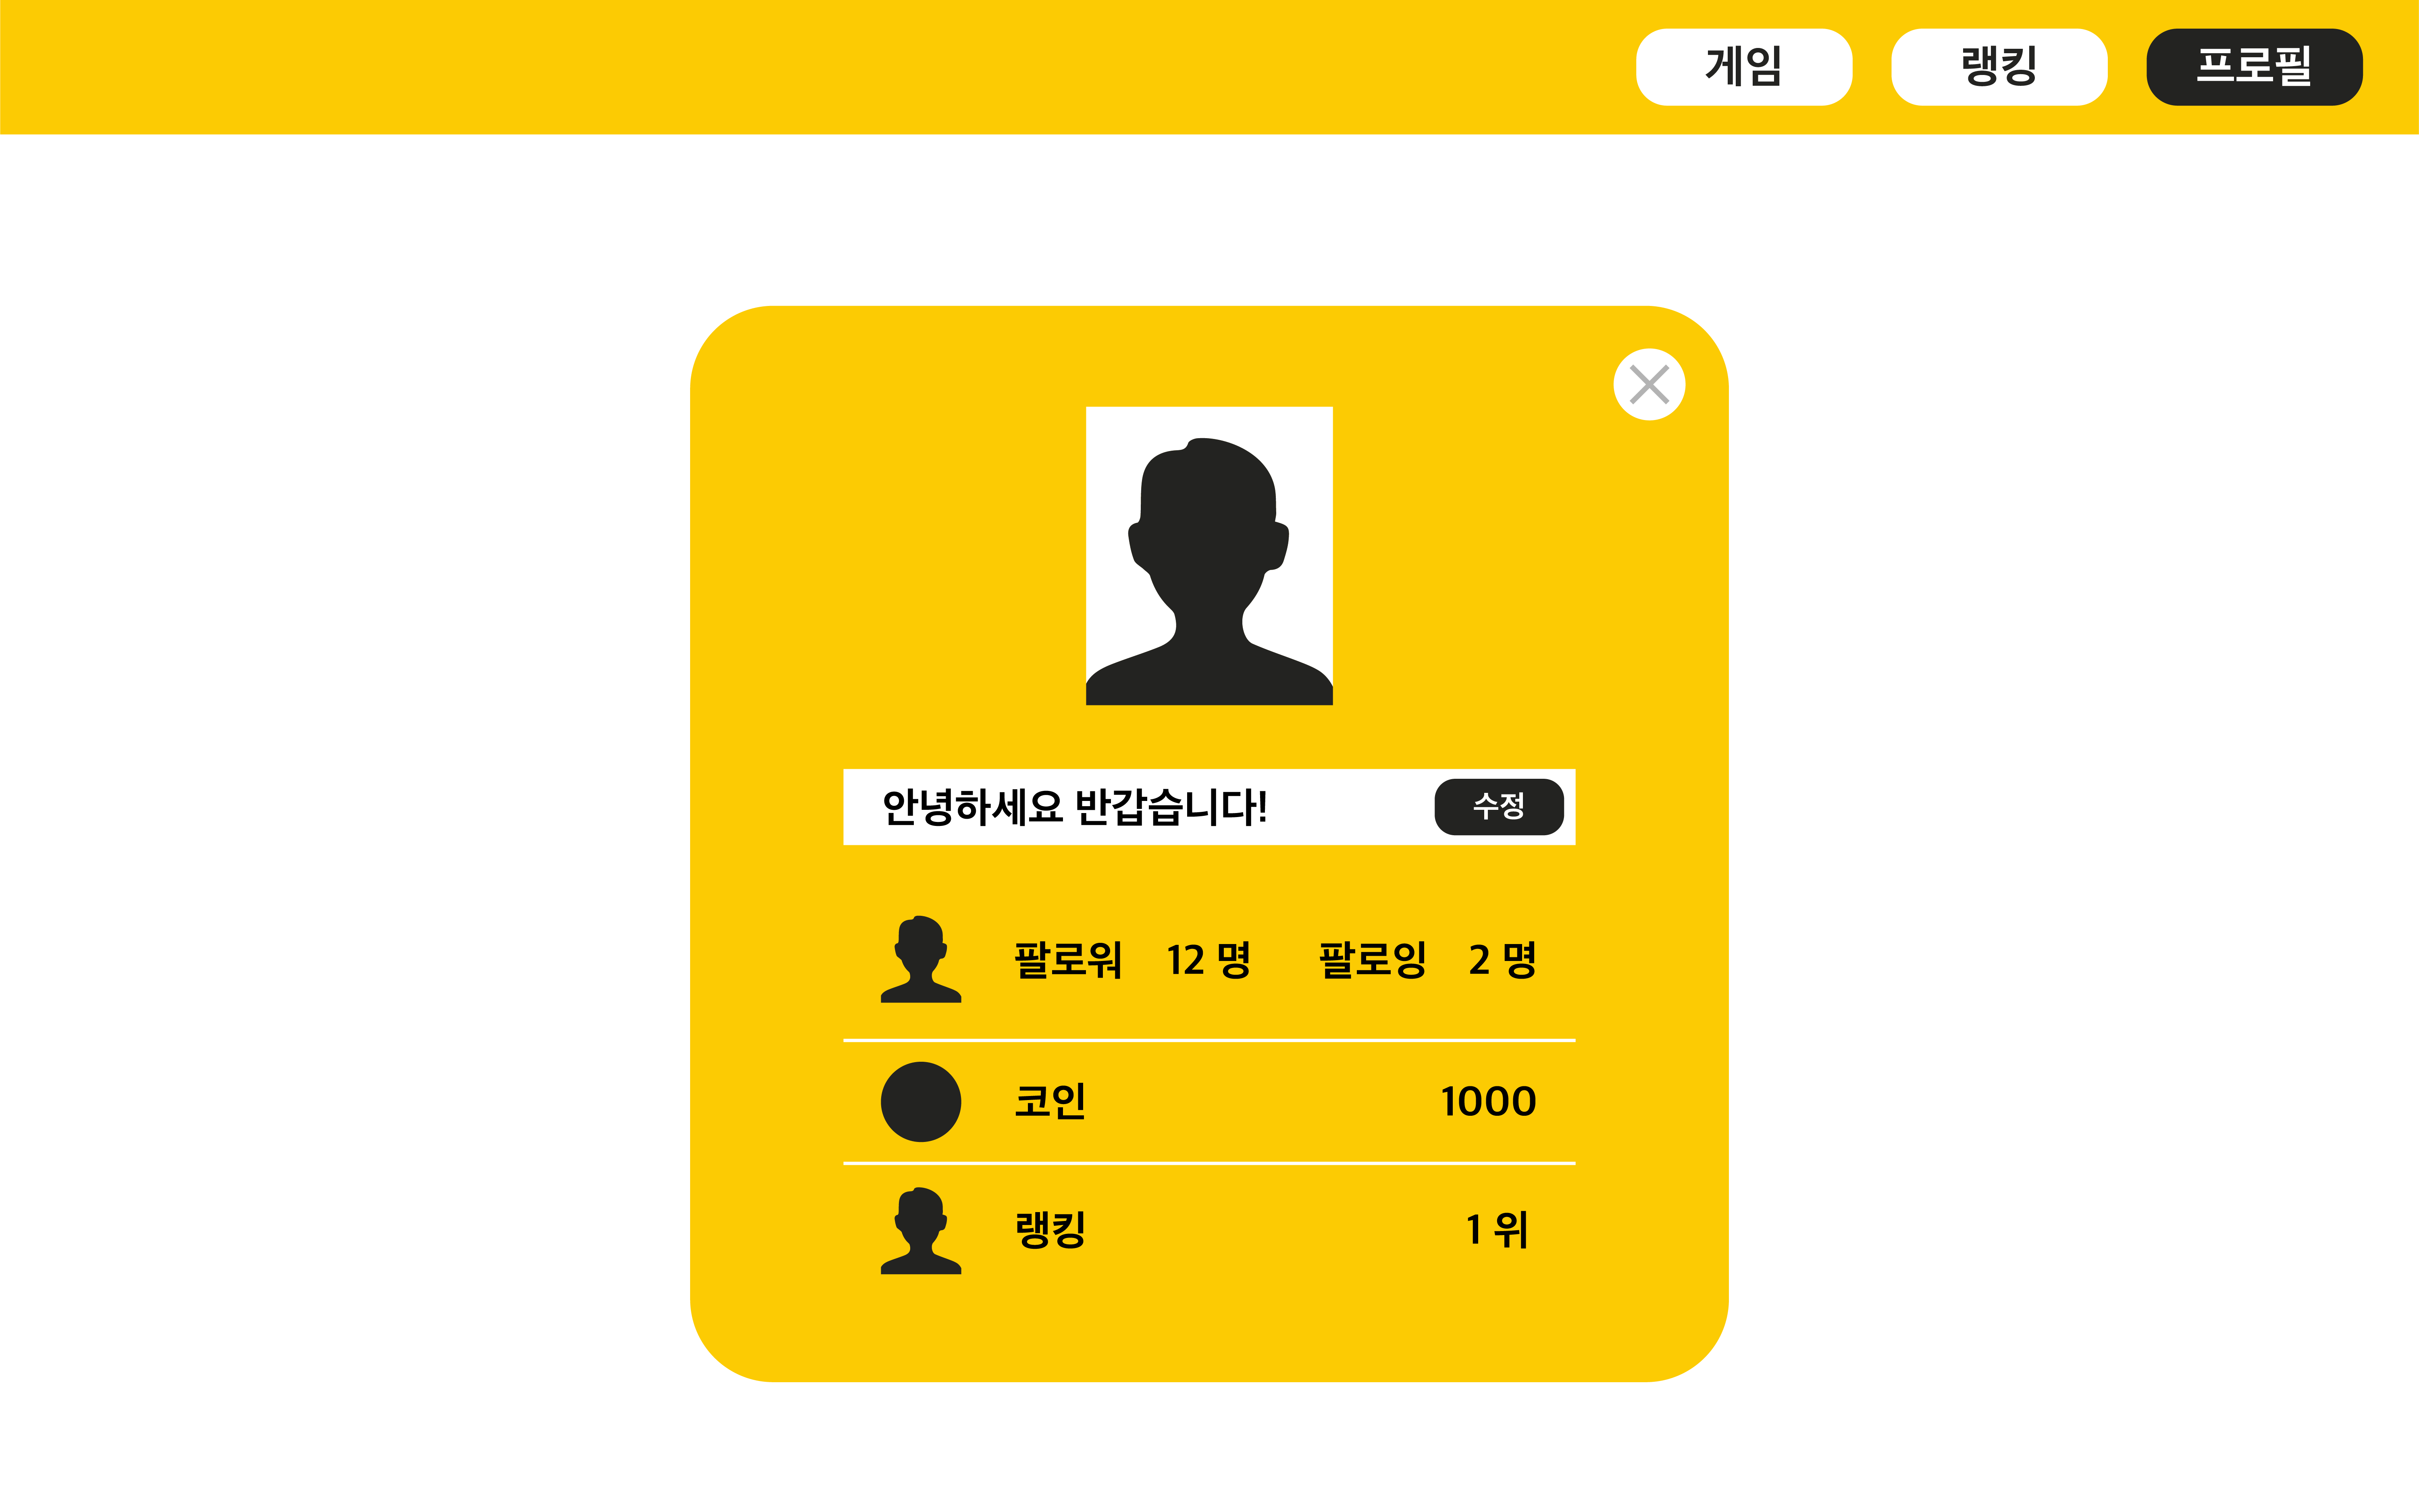 게임 랭킹 프로필
안녕하세요 반갑습니다! 수정
팔로워 12 명 팔로잉 2 명
코인 1000
랭킹 1 위